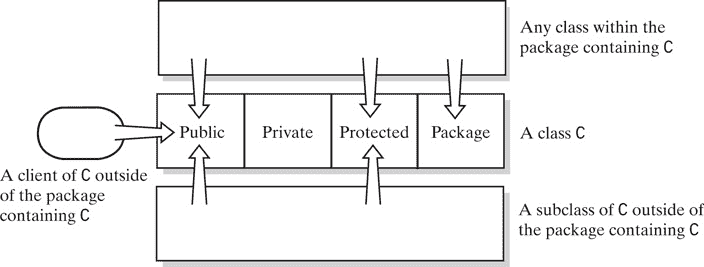 Any class within the
package containing C
Public
Private
Protected
Package
A class C
A client of C outside
of the package
containing C
A subclass of C outside of
the package containing C